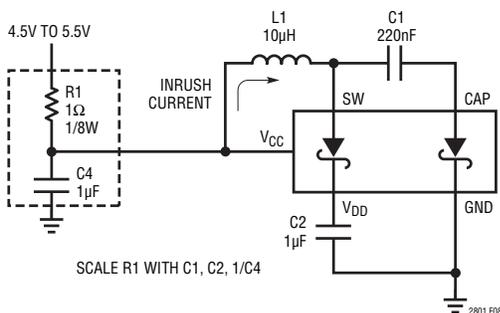 4.5V TO 5.5V
R1
1Ω
1/8W
C4
1µF
INRUSH
CURRENT
L1
10µH
C1
220nF
SW
CAP
VCC
VDD
GND
C2
1µF
SCALE R1 WITH C1, C2, 1/C4
2801 F08